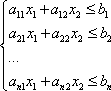 a₁₁x₁ + a₁₂x₂ ≤ b₁
a₂₁x₁ + a₂₂x₂ ≤ b₂
...
aₙ₁x₁ + aₙ₂x₂ ≤ bₙ